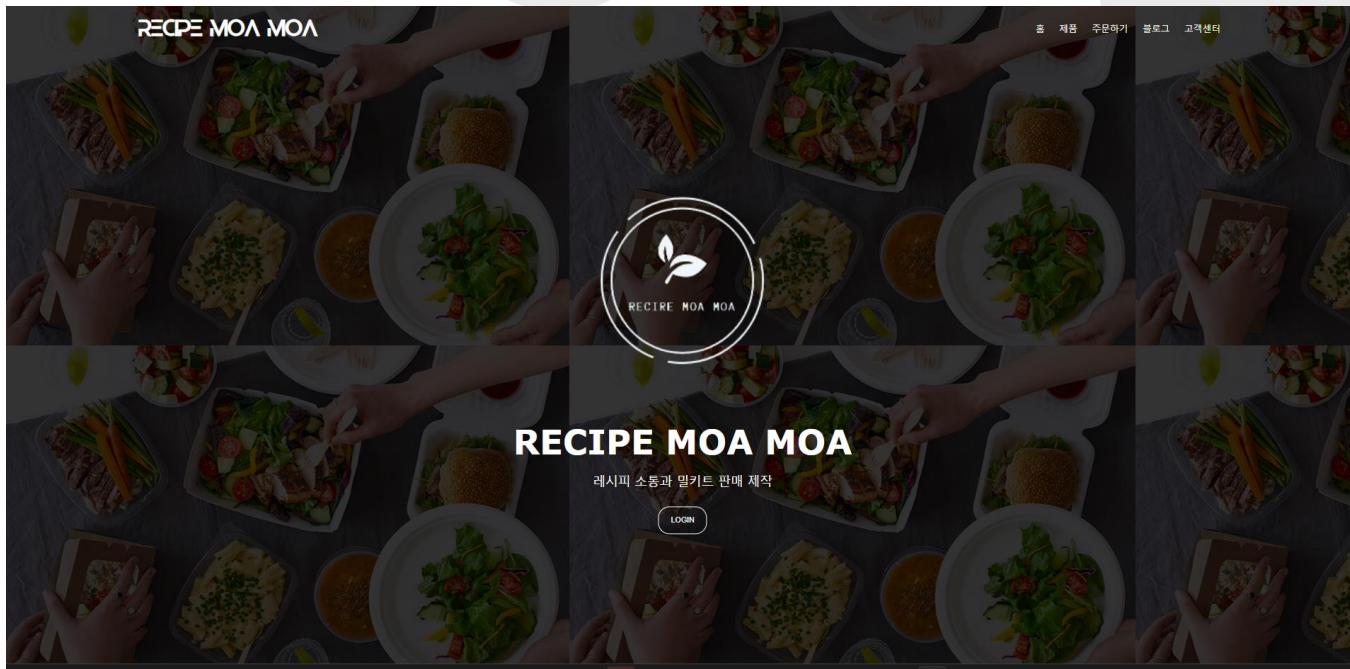 RECIPE MOA MOA
홈 제품 주문하기 블로그 고객센터
RECIRE MOA MOA
RECIPE MOA MOA
레시피 소통과 밀키트 판매 제작
LOGIN